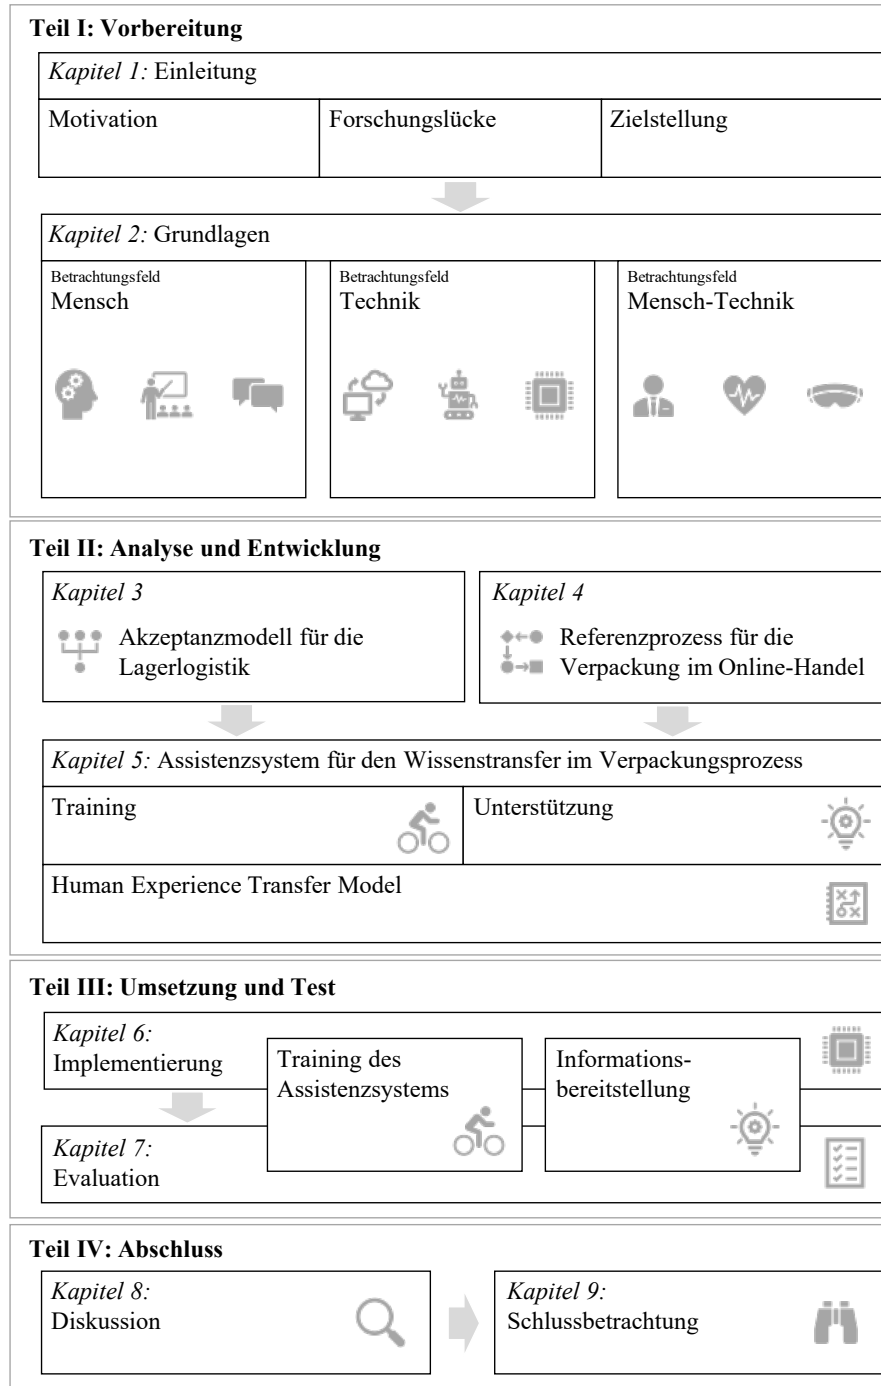 Teil I: Vorbereitung
Kapitel 1: Einleitung
Motivation
Forschungslücke
Zielstellung
Kapitel 2: Grundlagen
Betrachtungsfeld
Mensch
Betrachtungsfeld
Technik
Betrachtungsfeld
Mensch-Technik
Teil II: Analyse und Entwicklung
Kapitel 3
Akzeptanzmodell für die
Lagerlogistik
Kapitel 4
Referenzprozess für die
Verpackung im Online-Handel
Kapitel 5: Assistenzsystem für den Wissenstransfer im Verpackungsprozess
Training
Unterstützung
Human Experience Transfer Model
Teil III: Umsetzung und Test
Kapitel 6:
Implementierung
Training des
Assistenzsystems
Informations-
bereitstellung
Kapitel 7:
Evaluation
Teil IV: Abschluss
Kapitel 8:
Diskussion
Kapitel 9:
Schlussbetrachtung